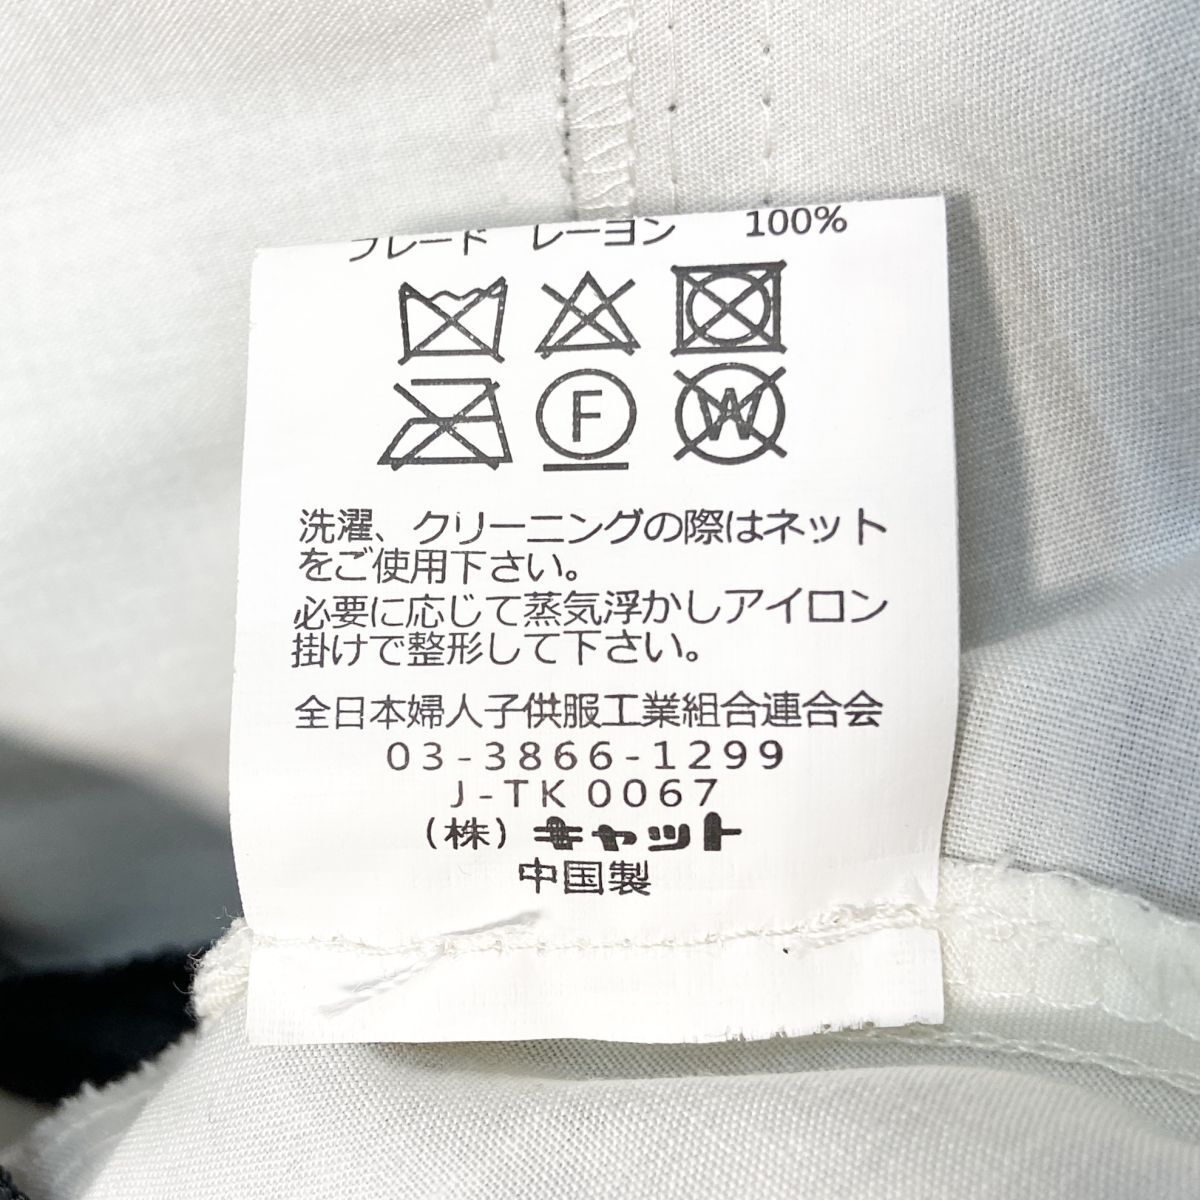 ブレード レーヨン 100%
F
W
洗濯、クリーニングの際はネット
をご使用下さい。
必要に応じて蒸気浮かしアイロン
掛けで整形して下さい。
全日本婦人子供服工業組合連合会
03-3866-1299
J-TK0067
(株)キャット
中国製